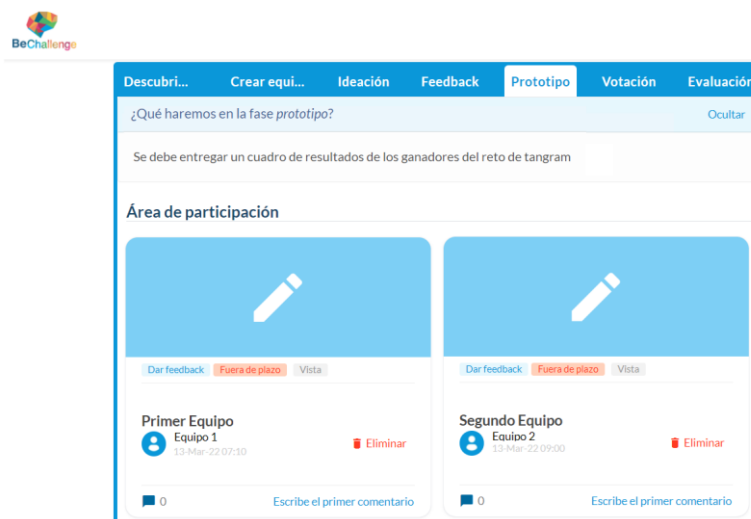 BeChallenge
Descubri... Crear equi... Ideación Feedback Prototipo Votación Evaluación
¿Qué haremos en la fase prototipo? Ocultar
Se debe entregar un cuadro de resultados de los ganadores del reto de tangram
Área de participación
Dar feedback Fuera de plazo Vista
Primer Equipo
Equipo 1
13-Mar-22 07:10
Eliminar
0 Escribe el primer comentario
Dar feedback Fuera de plazo Vista
Segundo Equipo
Equipo 2
13-Mar-22 09:00
Eliminar
0 Escribe el primer comentario